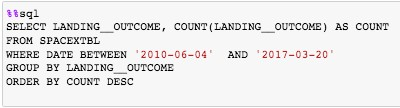 %%sql
SELECT LANDING__OUTCOME, COUNT(LANDING__OUTCOME) AS COUNT
FROM SPACEXTBL
WHERE DATE BETWEEN '2010-06-04'  AND '2017-03-20'
GROUP BY LANDING__OUTCOME
ORDER BY COUNT DESC